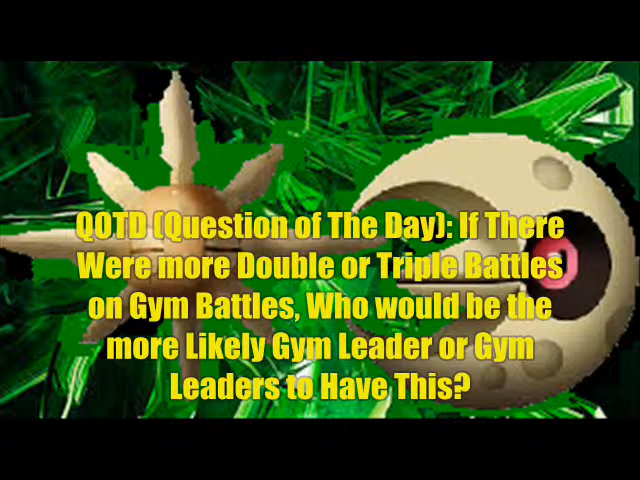 QOTD (Question of The Day): If There
Were more Double or Triple Battles
on Gym Battles, Who would be the
more Likely Gym Leader or Gym
Leaders to Have This?